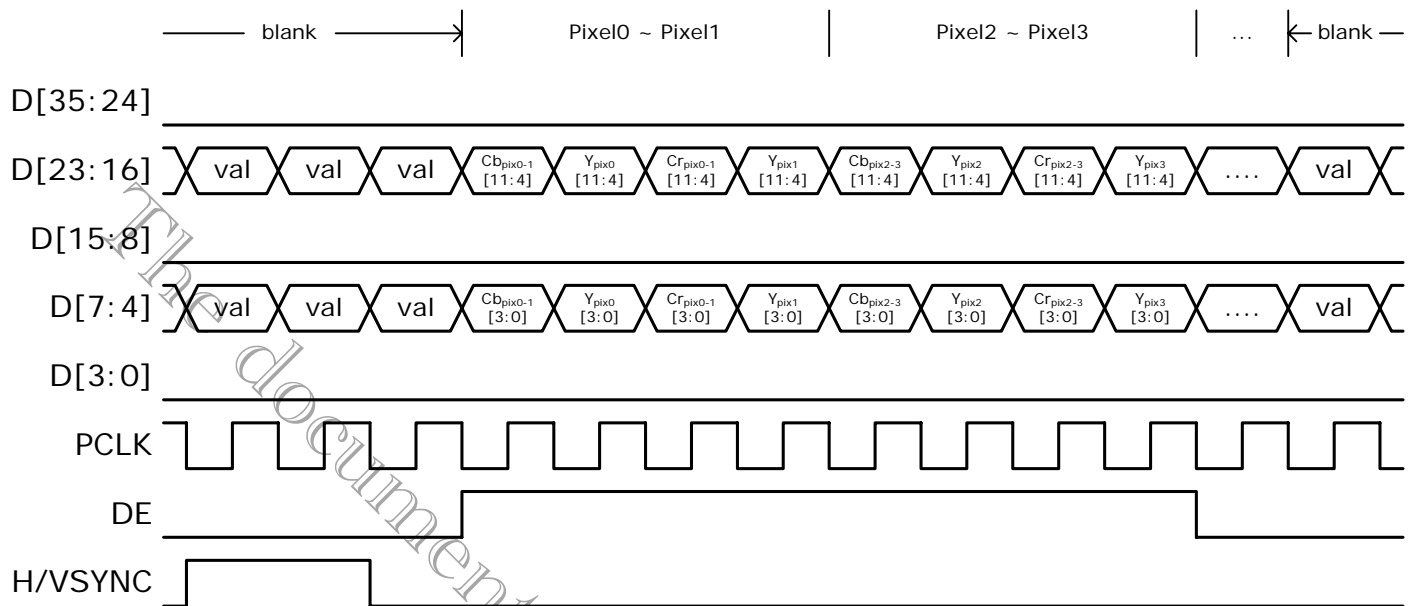 blank Pixel0 ~ Pixel1 Pixel2 ~ Pixel3 ... blank
D[35:24]
D[23:16] val val val Cbpix0-1 [11:4] Ypix0 [11:4] Crpix0-1 [11:4] Ypix1 [11:4] Cbpix2-3 [11:4] Ypix2 [11:4] Crpix2-3 [11:4] Ypix3 [11:4] .... val
D[15:8]
D[7:4] val val val Cbpix0-1 [3:0] Ypix0 [3:0] Crpix0-1 [3:0] Ypix1 [3:0] Cbpix2-3 [3:0] Ypix2 [3:0] Crpix2-3 [3:0] Ypix3 [3:0] .... val
D[3:0]
PCLK
DE
H/VSYNC
The document